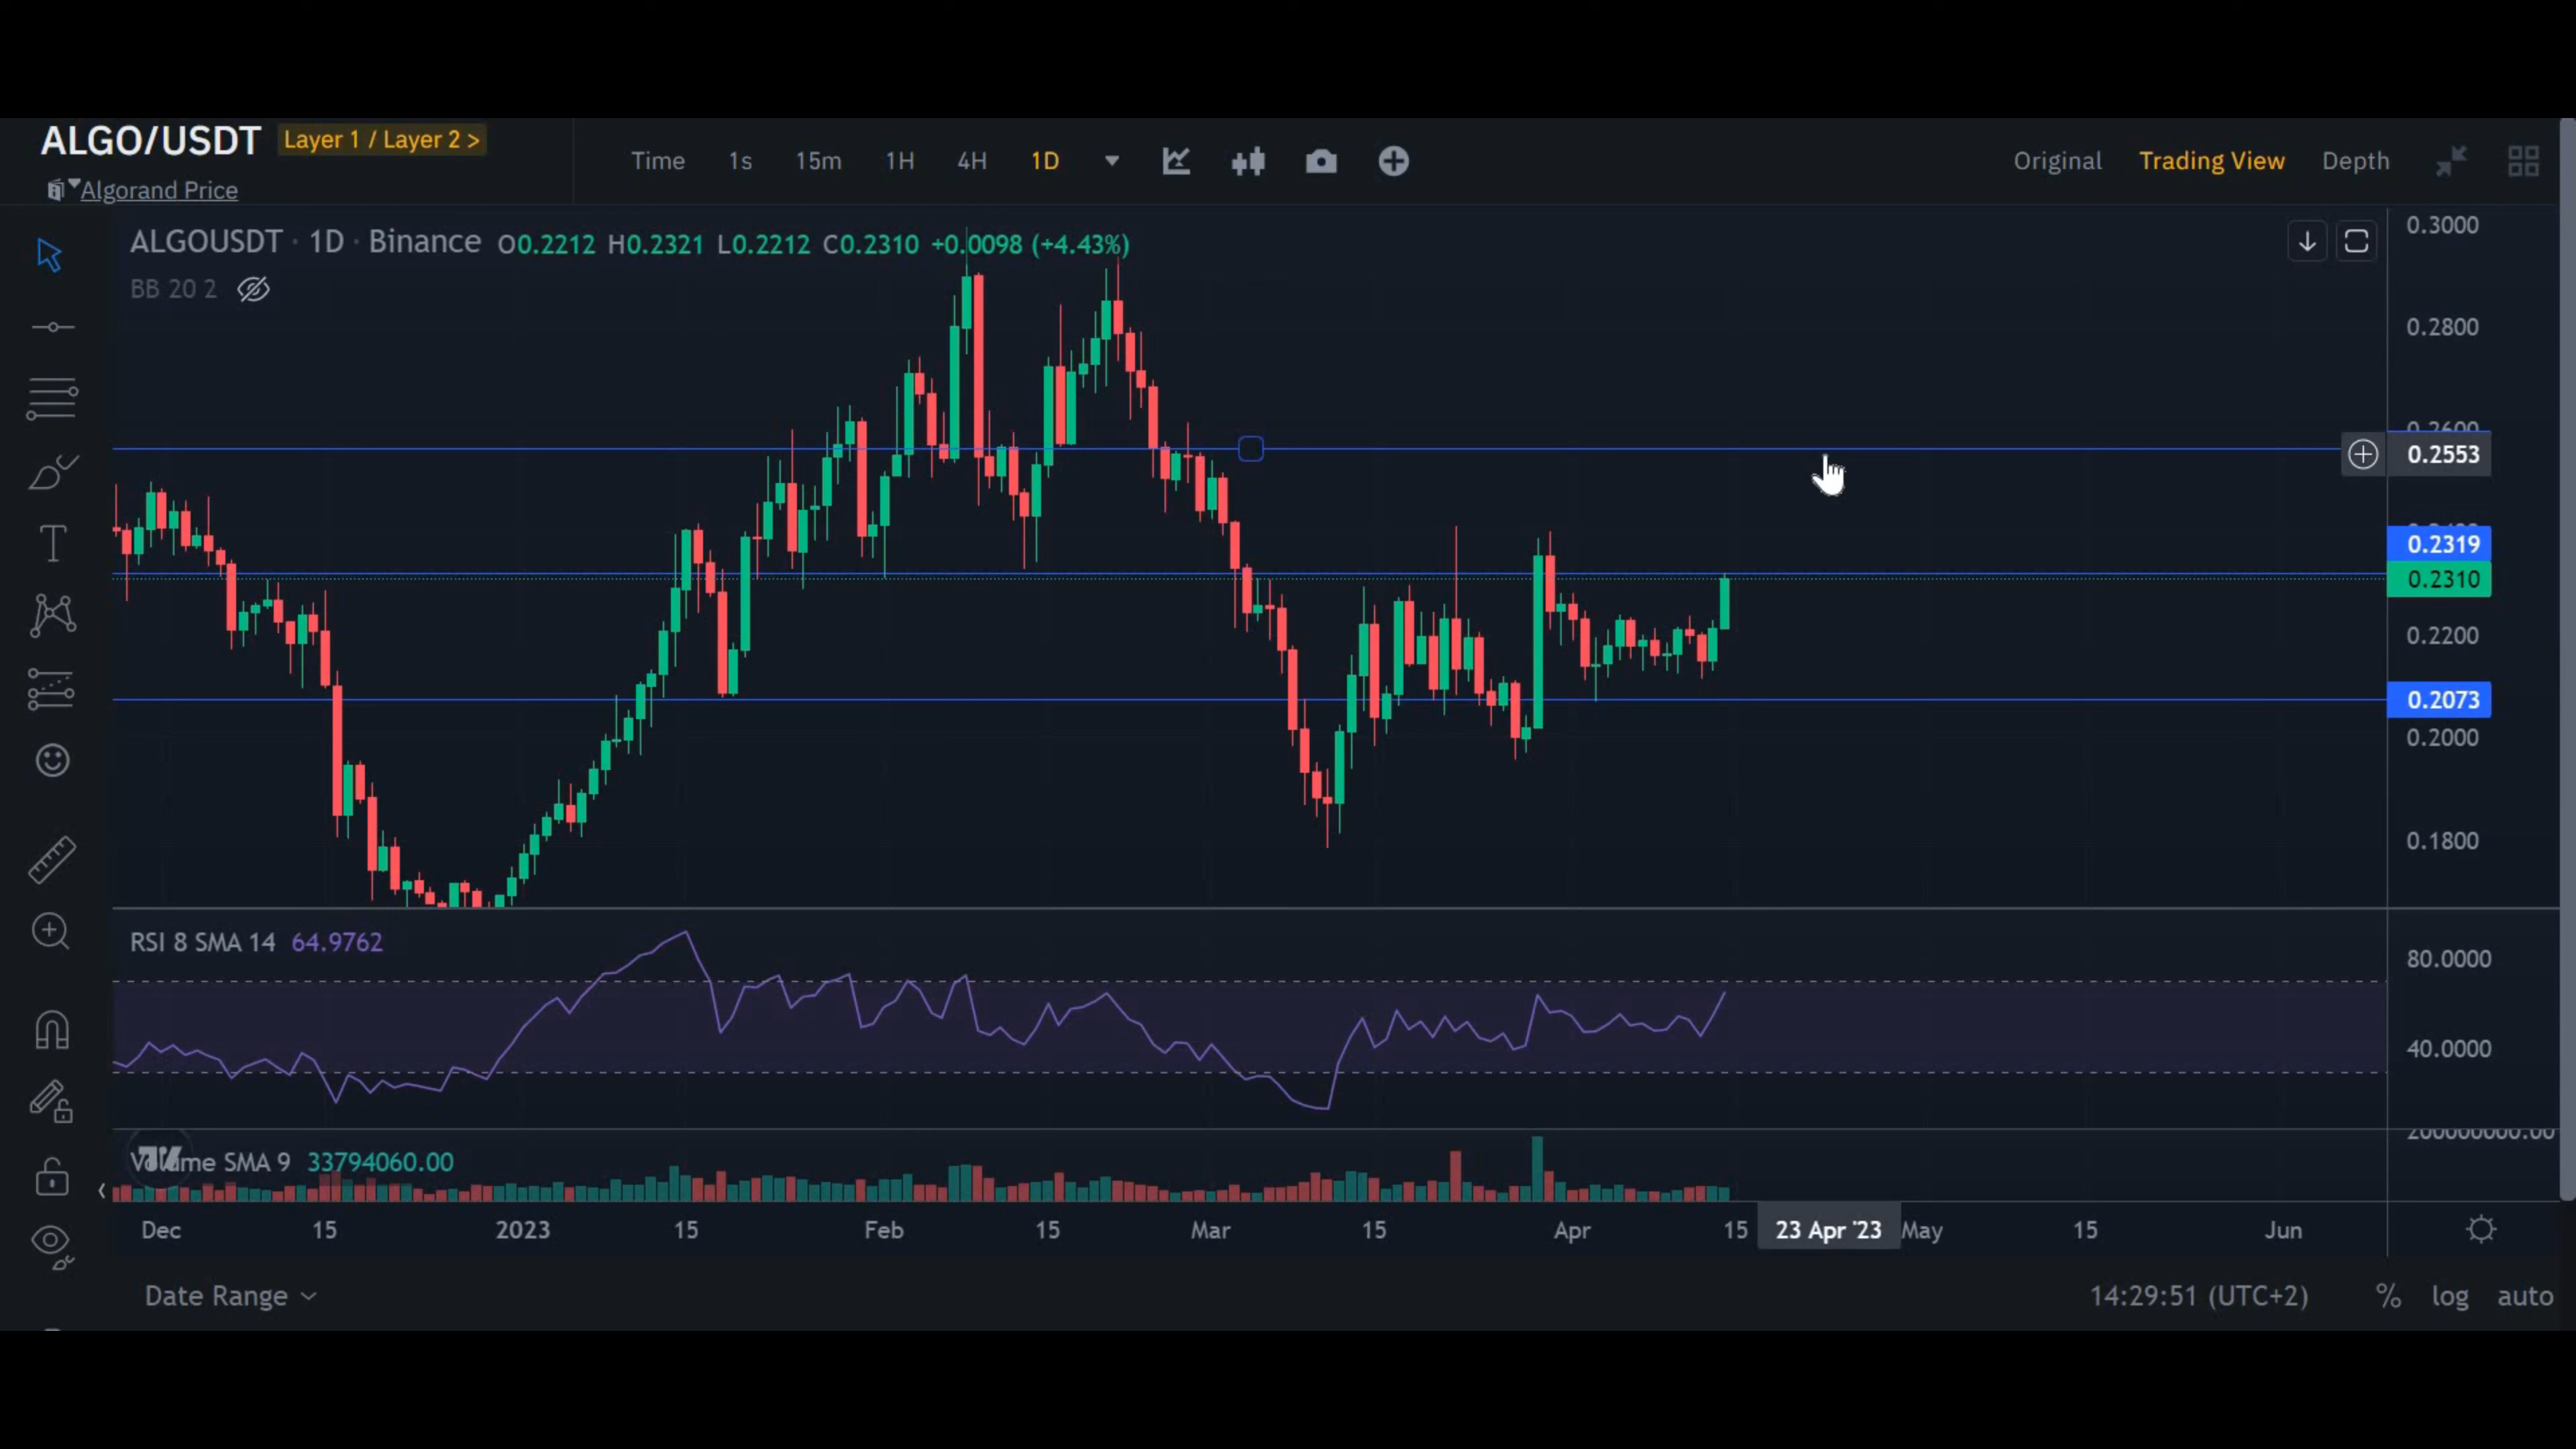 ALGO/USDT Layer 1 / Layer 2 >
Algorand Price
Time 1s 15m 1H 4H 1D
Original Trading View Depth
ALGOUSDT · 1D · Binance O0.2212 H0.2321 L0.2212 C0.2310 +0.0098 (+4.43%)
BB 20 2
0.3000
0.2800
0.2600
0.2553
0.2319
0.2310
0.2200
0.2073
0.2000
0.1800
RSI 8 SMA 14 64.9762
80.0000
40.0000
Volume SMA 9 33794060.00
200000000.00
Dec 15 2023 15 Feb 15 Mar 15 Apr 15 23 Apr '23 May 15 Jun
Date Range
14:29:51 (UTC+2) % log auto